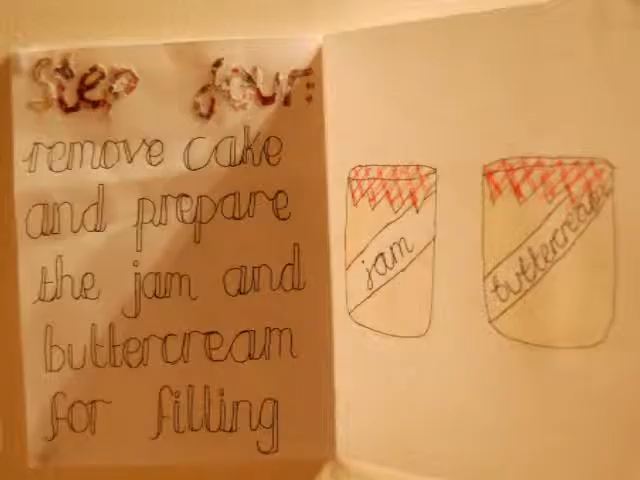 Step four:
remove cake
and prepare
the jam and
buttercream
for filling
jam
buttercream